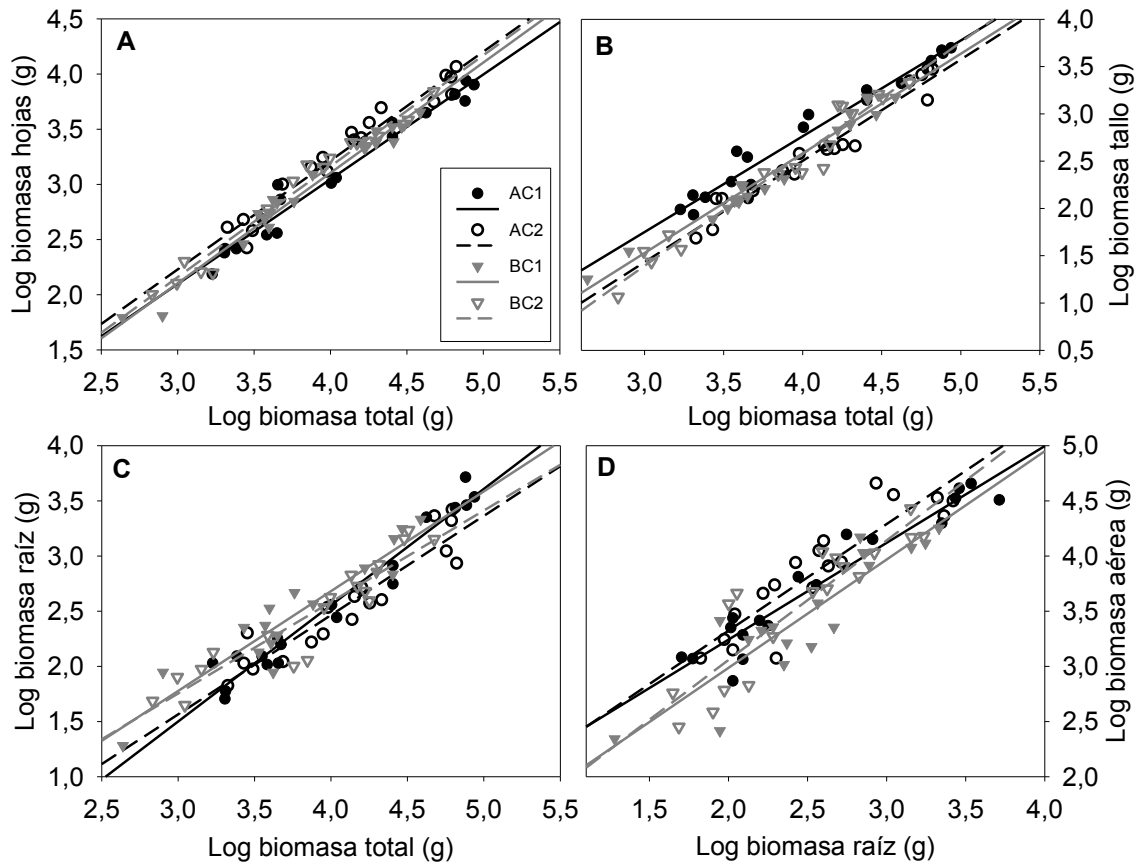 A
Log biomasa hojas (g)
4,5
4,0
3,5
3,0
2,5
2,0
1,5
2,5 3,0 3,5 4,0 4,5 5,0 5,5
Log biomasa total (g)
AC1
AC2
BC1
BC2
B
4,0
3,5
3,0
2,5
2,0
1,5
1,0
0,5
Log biomasa tallo (g)
3,0 3,5 4,0 4,5 5,0 5,5
Log biomasa total (g)
C
Log biomasa raíz (g)
4,0
3,5
3,0
2,5
2,0
1,5
1,0
2,5 3,0 3,5 4,0 4,5 5,0 5,5
Log biomasa total (g)
D
5,0
4,5
4,0
3,5
3,0
2,5
2,0
Log biomasa aérea (g)
1,5 2,0 2,5 3,0 3,5 4,0
Log biomasa raíz (g)